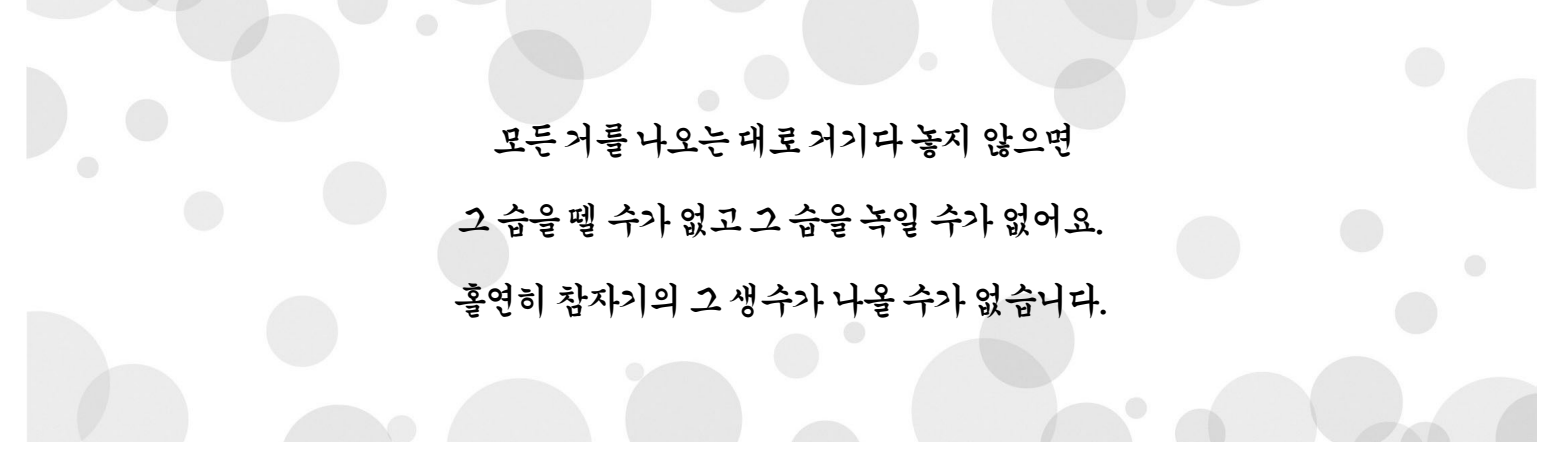 모든 거를 나오는 대로 거기다 놓지 않으면
그 습을 뗄 수가 없고 그 습을 녹일 수가 없어요.
홀연히 참자기의 그 생수가 나올 수가 없습니다.